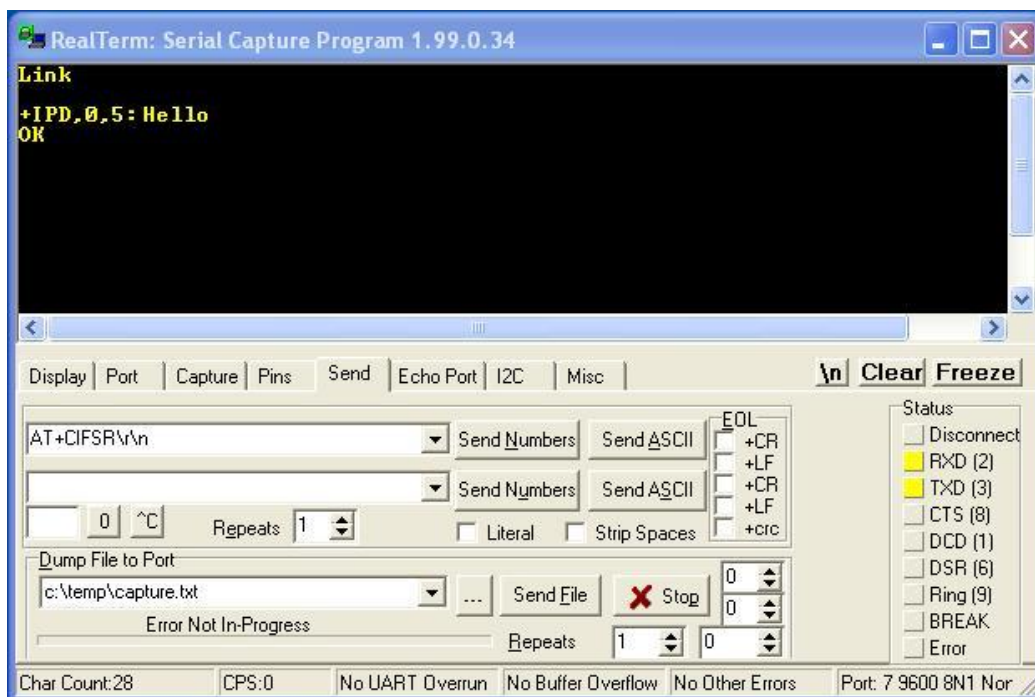 RealTerm: Serial Capture Program 1.99.0.34
Link
+IPD,0,5:Hello
OK
Display Port Capture Pins Send Echo Port I2C Misc \n Clear Freeze
AT+CIFSR\r\n Send Numbers Send ASCII
Send Numbers Send ASCII
0 ^C Repeats 1 Literal Strip Spaces
EOL
+CR
+LF
+CR
+LF
+crc
Dump File to Port
c:\temp\capture.txt ... Send File Stop 0
0
Error Not In-Progress
Repeats 1 0
Status
Disconnect
RXD (2)
TXD (3)
CTS (8)
DCD (1)
DSR (6)
Ring (9)
BREAK
Error
Char Count:28 CPS:0 No UART Overrun No Buffer Overflow No Other Errors Port: 7 9600 8N1 Nor